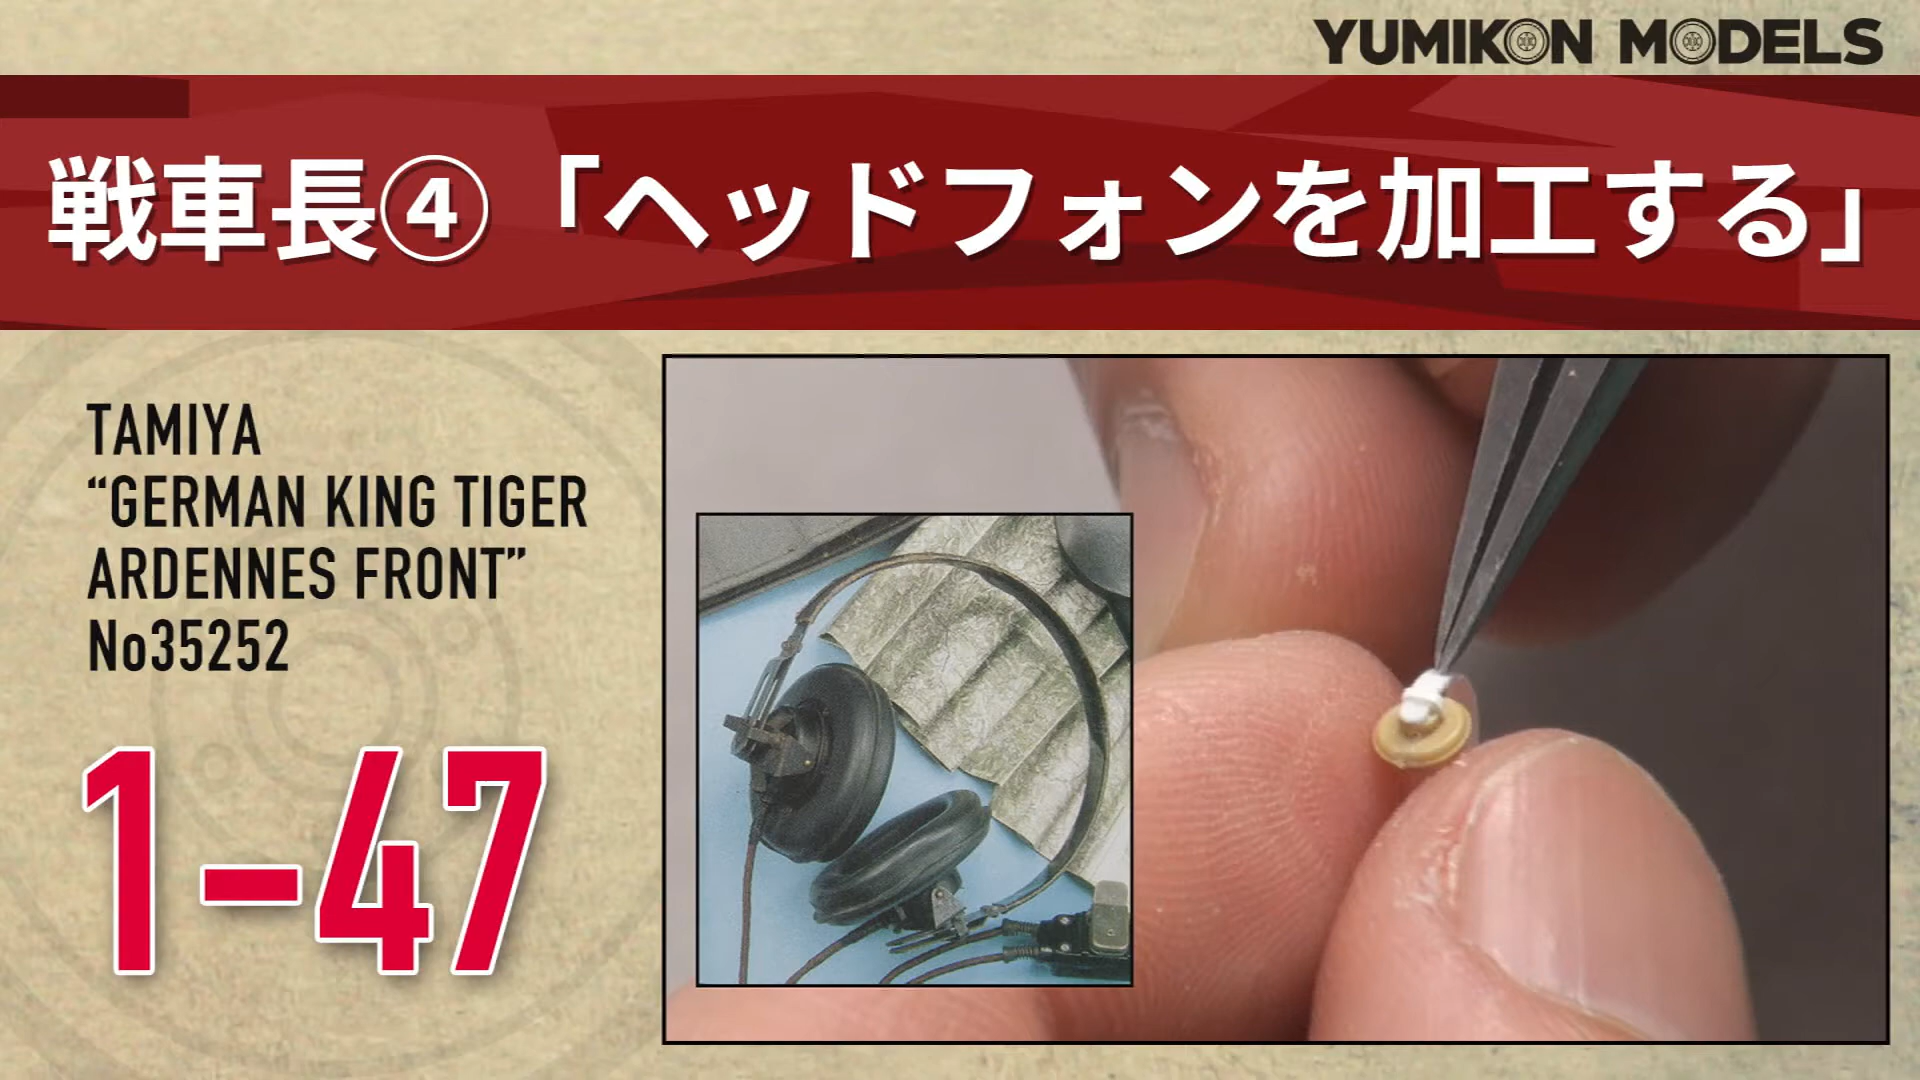 YUMIKON MODELS
戦車長④「ヘッドフォンを加工する」
TAMIYA
“GERMAN KING TIGER
ARDENNES FRONT”
No35252
1-47